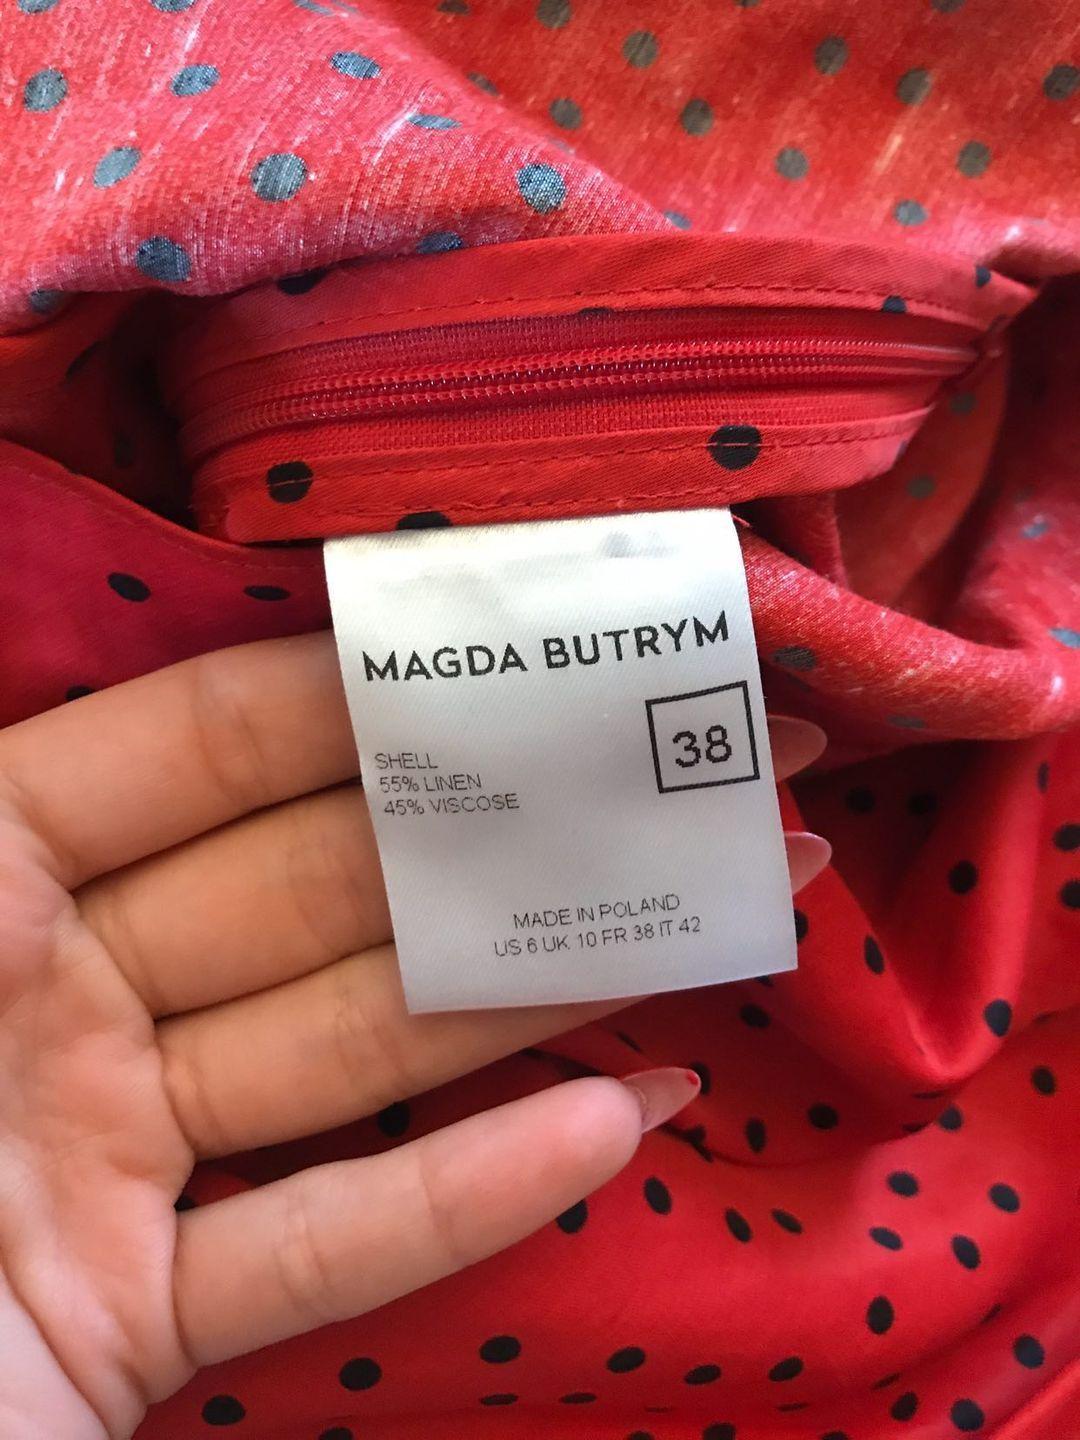 MAGDA BUTRYM
38
SHELL
55% LINEN
45% VISCOSE
MADE IN POLAND
US 6 UK 10 FR 38 IT 42